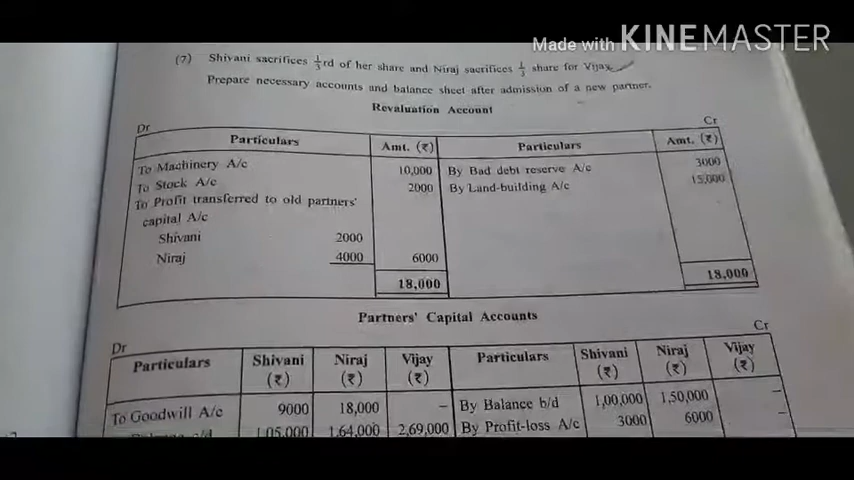 Made with KINEMASTER
(7) Shivani sacrifices 1/3 rd of her share and Niraj sacrifices 1/3 share for Vijay.
Prepare necessary accounts and balance sheet after admission of a new partner.
Revaluation Account
Dr Cr
Particulars Amt. (₹) Particulars Amt. (₹)
To Machinery A/c 10,000 By Bad debt reserve A/c 3000
To Stock A/c 2000 By Land-building A/c 15,000
To Profit transferred to old partners'
capital A/c
Shivani 2000
Niraj 4000 6000
18,000 18,000
Partners' Capital Accounts
Dr Cr
Particulars Shivani (₹) Niraj (₹) Vijay (₹) Particulars Shivani (₹) Niraj (₹) Vijay (₹)
To Goodwill A/c 9000 18,000 – By Balance b/d 1,00,000 1,50,000 –
1,05,000 1,64,000 2,69,000 By Profit-loss A/c 3000 6000 –